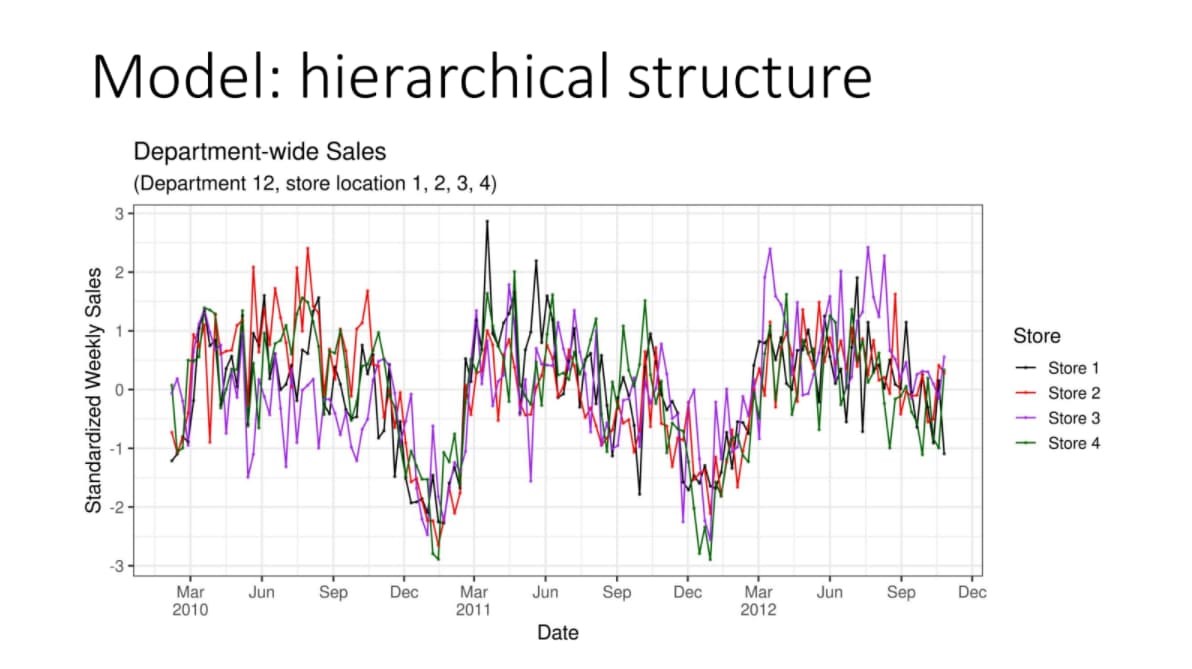 Model: hierarchical structure
Department-wide Sales
(Department 12, store location 1, 2, 3, 4)
Standardized Weekly Sales
3
2
1
0
-1
-2
-3
Mar Jun Sep Dec Mar Jun Sep Dec Mar Jun Sep Dec
2010 2011 2012
Date
Store
Store 1
Store 2
Store 3
Store 4